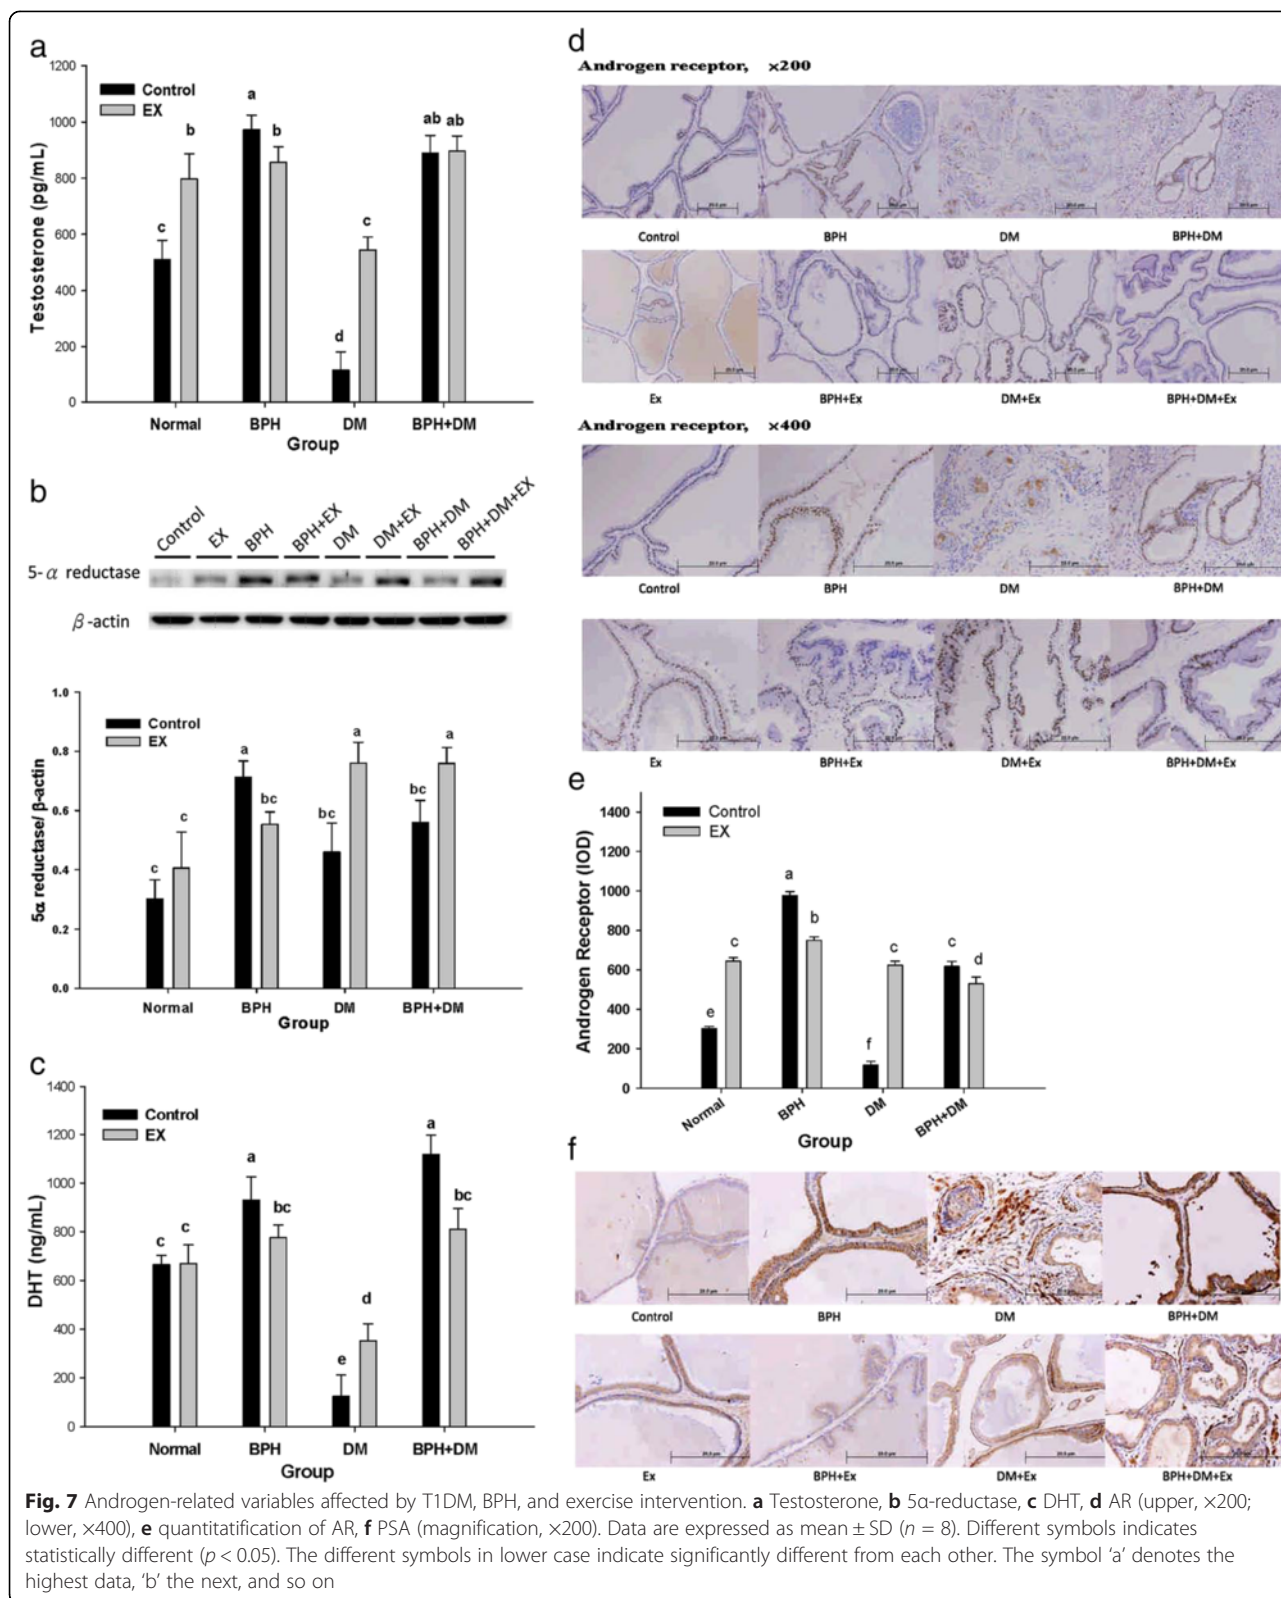 a
1200
1000
800
600
400
200
0
Testosterone (pg/mL)
Control
EX
c
b
a
b
d
c
ab
ab
Normal
BPH
DM
BPH+DM
Group
b
Control
EX
BPH
BPH+EX
DM
DM+EX
BPH+DM
BPH+DM+EX
5-α reductase
β-actin
1.0
0.8
0.6
0.4
0.2
0.0
5α reductase/ β-actin
Control
EX
c
c
a
bc
bc
a
bc
a
Normal
BPH
DM
BPH+DM
Group
c
1400
1200
1000
800
600
400
200
0
DHT (ng/mL)
Control
EX
c
c
a
bc
e
d
a
bc
Normal
BPH
DM
BPH+DM
Group
d
Androgen receptor, ×200
Control
BPH
DM
BPH+DM
Ex
BPH+Ex
DM+Ex
BPH+DM+Ex
Androgen receptor, ×400
Control
BPH
DM
BPH+DM
Ex
BPH+Ex
DM+Ex
BPH+DM+Ex
e
1400
1200
1000
800
600
400
200
0
Androgen Receptor (IOD)
Control
EX
e
c
a
b
f
c
c
d
Normal
BPH
DM
BPH+DM
Group
f
Control
BPH
DM
BPH+DM
Ex
BPH+Ex
DM+Ex
BPH+DM+Ex
Fig. 7 Androgen-related variables affected by T1DM, BPH, and exercise intervention. a Testosterone, b 5α-reductase, c DHT, d AR (upper, ×200;
lower, ×400), e quantitatification of AR, f PSA (magnification, ×200). Data are expressed as mean ± SD (n = 8). Different symbols indicates
statistically different (p < 0.05). The different symbols in lower case indicate significantly different from each other. The symbol ‘a’ denotes the
highest data, ‘b’ the next, and so on